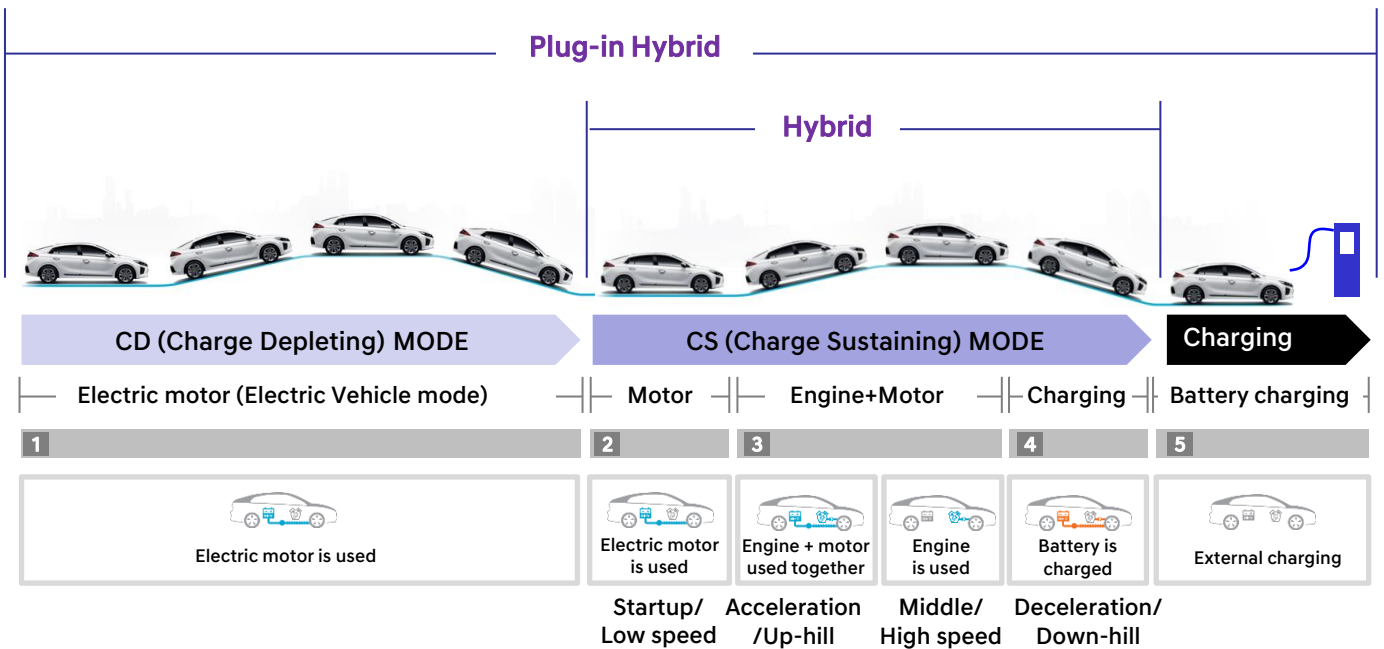 Plug-in Hybrid
Hybrid
CD (Charge Depleting) MODE
CS (Charge Sustaining) MODE
Charging
Electric motor (Electric Vehicle mode)
Motor
Engine+Motor
Charging
Battery charging
1
2
3
4
5
Electric motor is used
Electric motor
is used
Engine + motor
used together
Engine
is used
Battery is
charged
External charging
Startup/
Low speed
Acceleration
/Up-hill
Middle/
High speed
Deceleration/
Down-hill